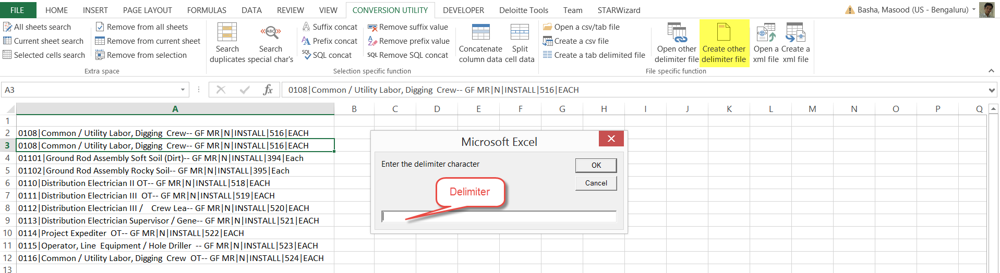 FILE HOME INSERT PAGE LAYOUT FORMULAS DATA REVIEW VIEW CONVERSION UTILITY DEVELOPER Deloitte Tools Team STARWizard Basha, Masood (US - Bengaluru)
All sheets search
Current sheet search
Selected cells search
Remove from all sheets
Remove from current sheet
Remove from selection
Extra space
Search
duplicates
«ABC»
Search
special char's
Suffix concat
Prefix concat
SQL concat
Remove suffix value
Remove prefix value
SQL Remove SQL concat
Concatenate
column data
Split
cell data
Selection specific function
Open a csv/tab file
Create a csv file
Create a tab delimited file
Open other
delimiter file
Create other
delimiter file
Open a
xml file
Create a
xml file
File specific function
A3
fx
0108|Common / Utility Labor, Digging  Crew-- GF MR|N|INSTALL|516|EACH
A B C D E F G H I J K L M N O P Q
1
2 0108|Common / Utility Labor, Digging  Crew-- GF MR|N|INSTALL|516|EACH
3 0108|Common / Utility Labor, Digging  Crew-- GF MR|N|INSTALL|516|EACH
4 01101|Ground Rod Assembly Soft Soil (Dirt)-- GF MR|N|INSTALL|394|Each
5 01102|Ground Rod Assembly Rocky Soil-- GF MR|N|INSTALL|395|Each
6 0110|Distribution Electrician II OT-- GF MR|N|INSTALL|518|EACH
7 0111|Distribution Electrician III  OT-- GF MR|N|INSTALL|519|EACH
8 0112|Distribution Electrician III /    Crew Lea-- GF MR|N|INSTALL|520|EACH
9 0113|Distribution Electrician Supervisor / Gene-- GF MR|N|INSTALL|521|EACH
10 0114|Project Expediter  OT-- GF MR|N|INSTALL|522|EACH
11 0115|Operator, Line  Equipment / Hole Driller  -- GF MR|N|INSTALL|523|EACH
12 0116|Common / Utility Labor, Digging  Crew  OT-- GF MR|N|INSTALL|524|EACH
13
Microsoft Excel
Enter the delimiter character
OK
Cancel
Delimiter